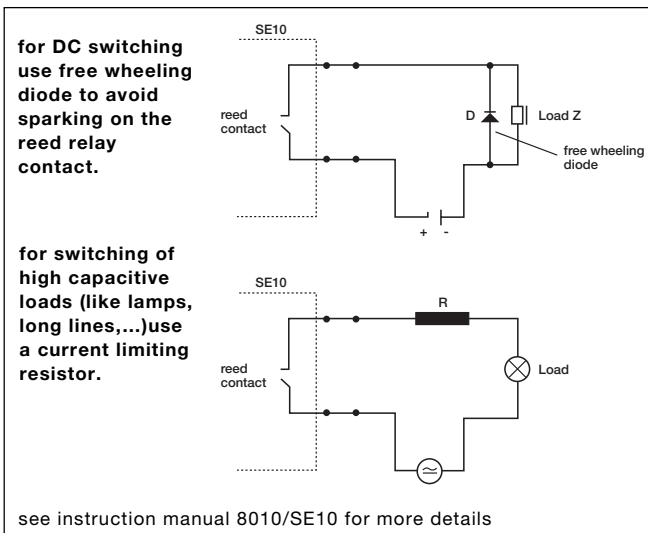 for DC switching
use free wheeling
diode to avoid
sparking on the
reed relay
contact.
SE10
reed
contact
D
Load Z
free wheeling
diode
+ -
for switching of
high capacitive
loads (like lamps,
long lines,...)use
a current limiting
resistor.
SE10
R
reed
contact
Load
see instruction manual 8010/SE10 for more details